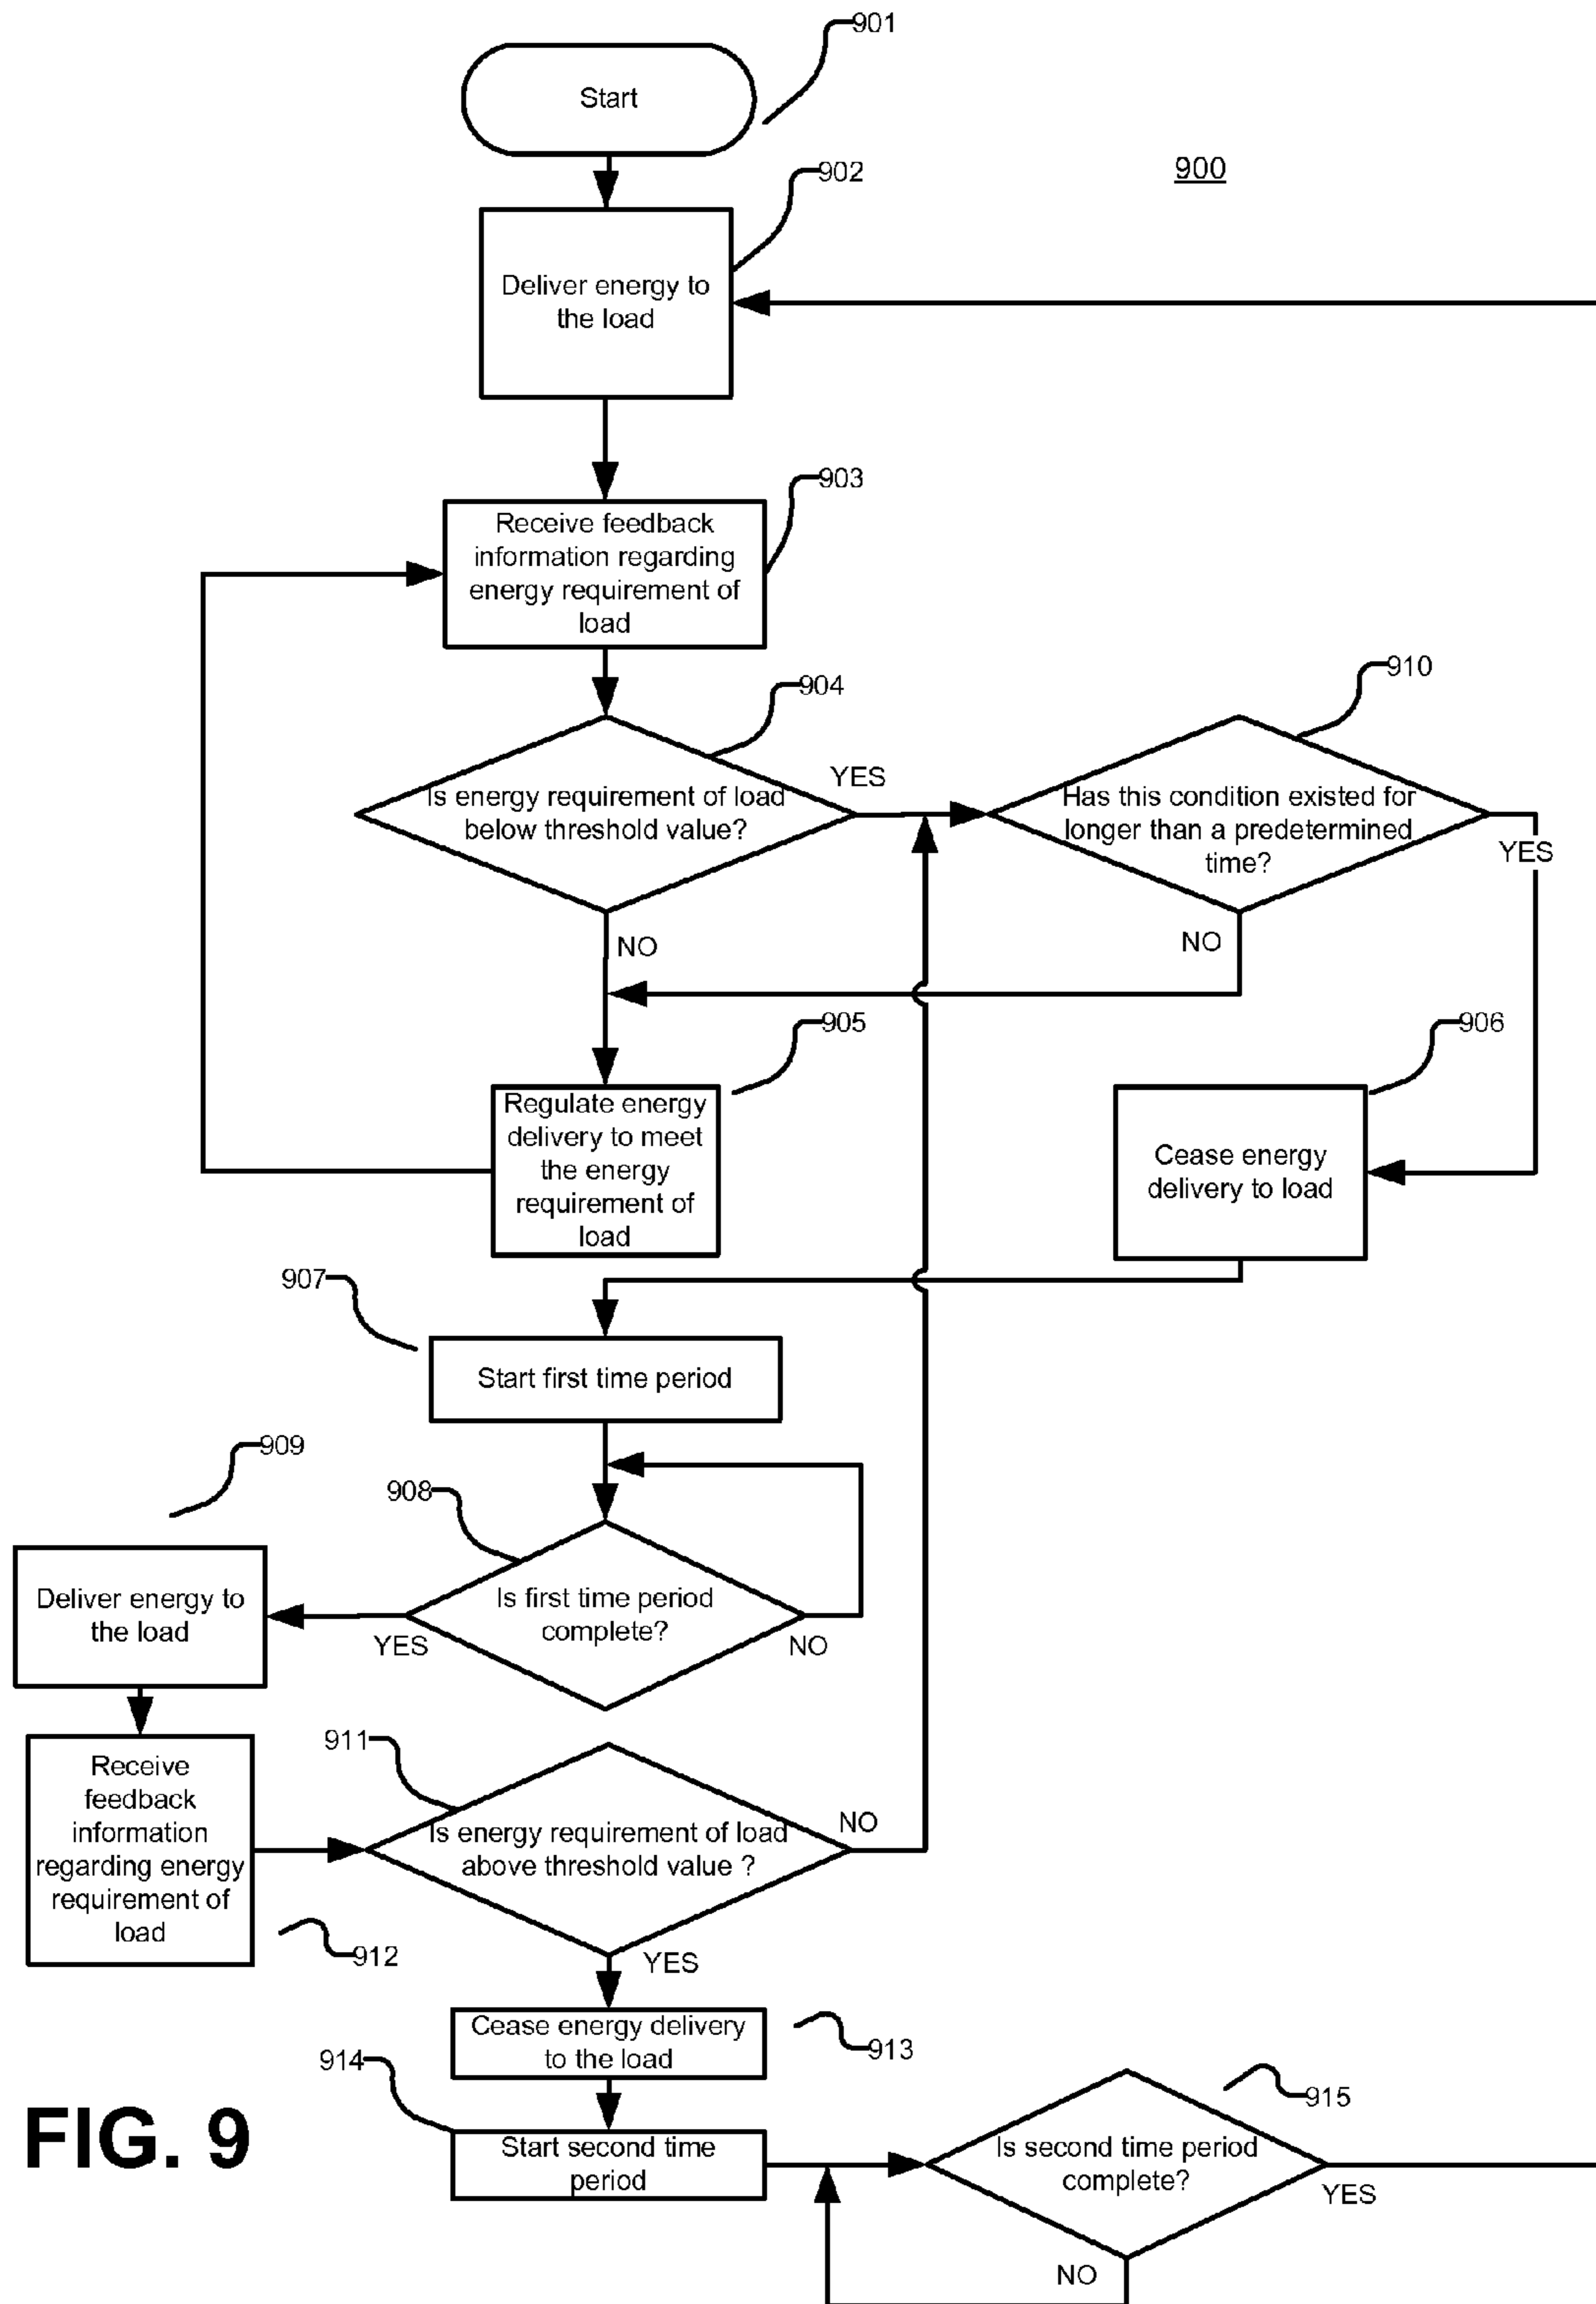 901
Start
902
900
Deliver energy to
the load
903
Receive feedback
information regarding
energy requirement of
load
904
910
YES
Is energy requirement of load
below threshold value?
Has this condition existed for
longer than a predetermined
time?
YES
NO
NO
905
906
Regulate energy
delivery to meet
the energy
requirement of
load
Cease energy
delivery to load
907
Start first time period
909
908
Deliver energy to
the load
Is first time period
complete?
YES
NO
911
Receive
feedback
information
regarding energy
requirement of
load
Is energy requirement of load
above threshold value ?
NO
912
YES
Cease energy delivery
to the load
913
914
915
FIG. 9
Start second time
period
Is second time period
complete?
YES
NO